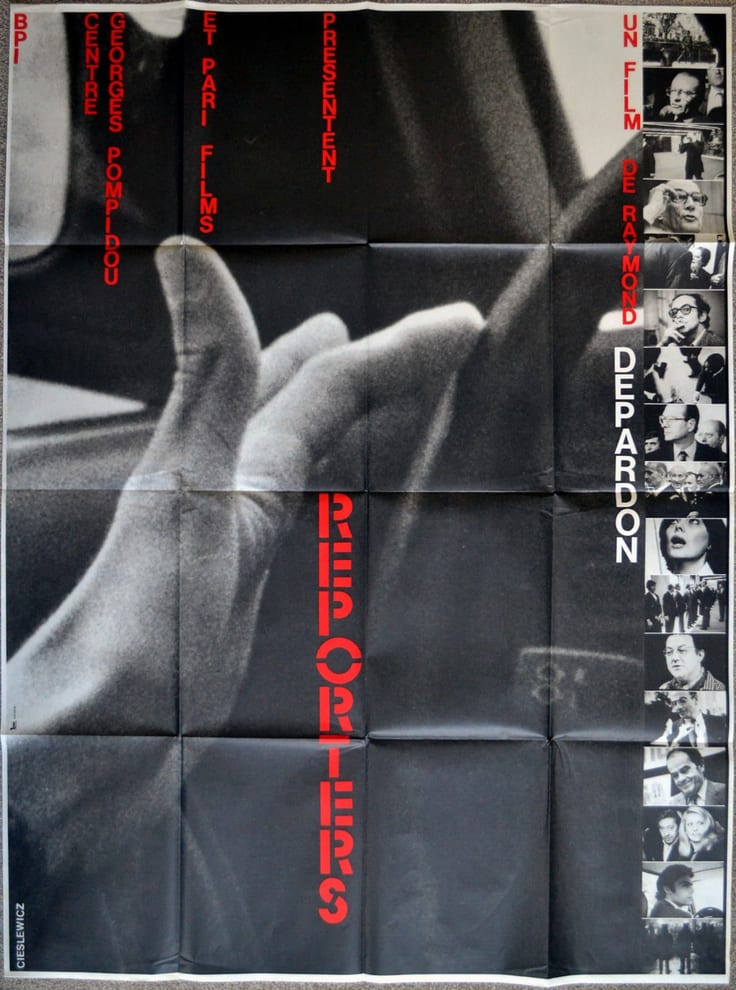 BPI
CENTRE
GEORGES POMPIDOU
ET PARI FILMS
PRESENTENT
UN FILM DE RAYMOND
DEPARDON
REPORTERS
CIESLEWICZ